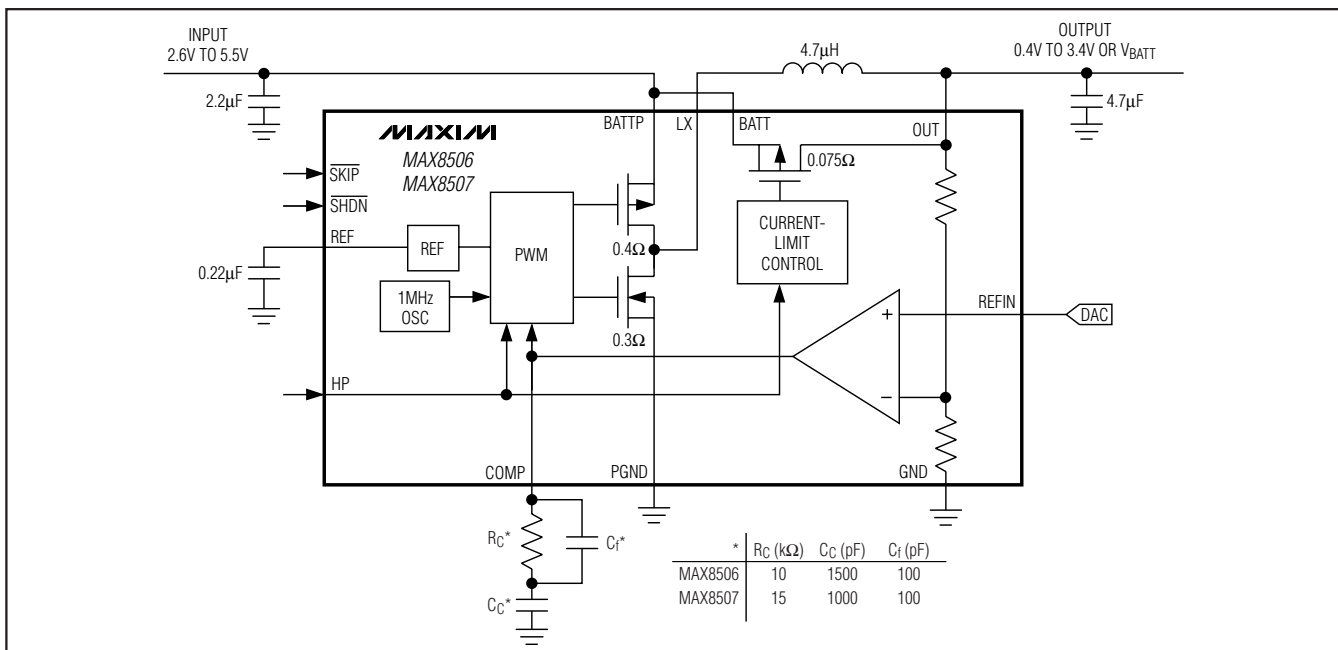 INPUT
2.6V TO 5.5V
4.7µH
OUTPUT
0.4V TO 3.4V OR VBATT
2.2µF
4.7µF
BATTP
LX
BATT
OUT
MAXIM
MAX8506
MAX8507
0.075Ω
SKIP
SHDN
REF
REF
PWM
0.4Ω
CURRENT-
LIMIT
CONTROL
0.22µF
1MHz
OSC
REFIN
DAC
+
0.3Ω
HP
−
COMP
PGND
GND
RC*
Cf*
CC*
* RC (kΩ) CC (pF) Cf (pF)
MAX8506 10 1500 100
MAX8507 15 1000 100